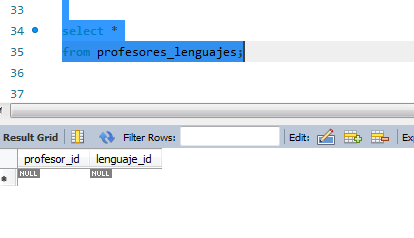 33
34 select *
35 from profesores_lenguajes;
36
37
Result Grid Filter Rows: Edit:
profesor_id lenguaje_id
* NULL NULL